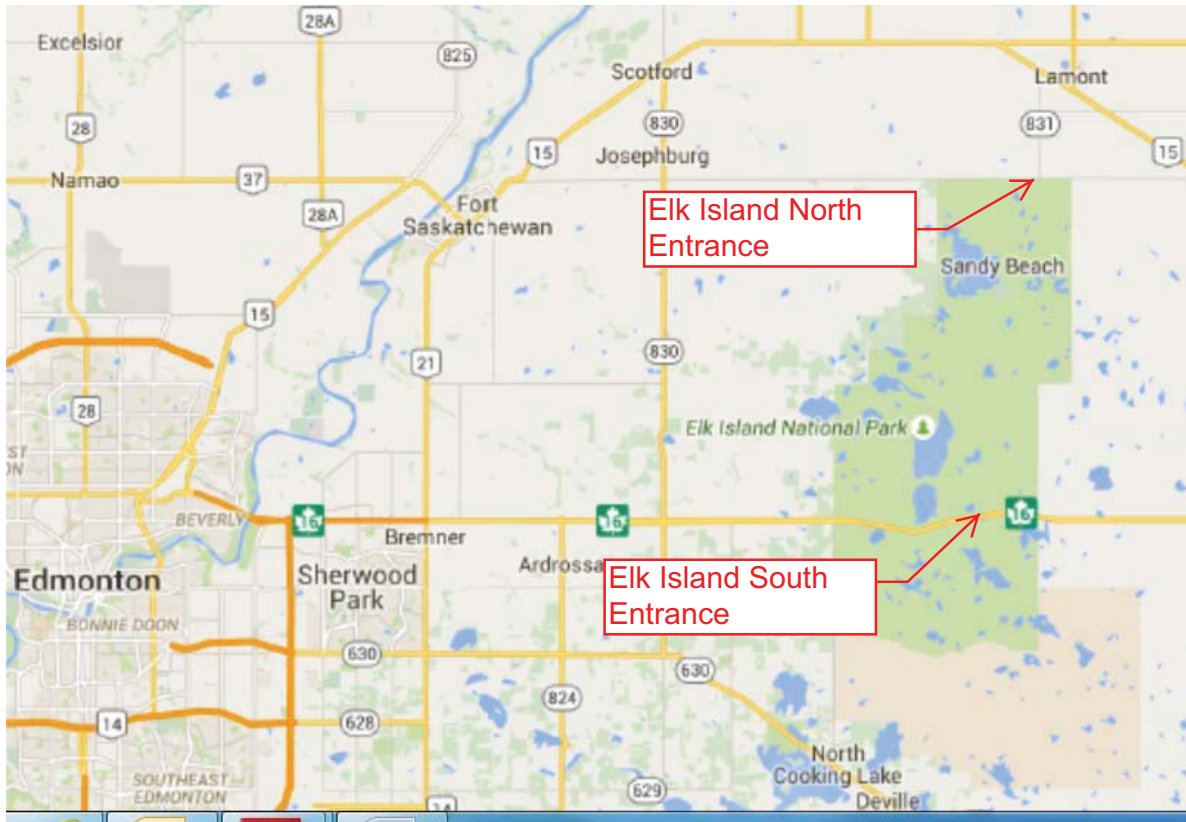 28A
Excelsior
825
Scotford
Lamont
28
830
831
15
15
Josephburg
Namao
37
Elk Island North
Entrance
Fort
Saskatchewan
28A
Sandy Beach
15
830
21
28
Elk Island National Park
BEVERLY
16
16
16
Bremner
Ardrossa
Edmonton
Sherwood
Park
Elk Island South
Entrance
BONNIE DOON
630
630
824
14
628
North
Cooking Lake
SOUTHEAST
EDMONTON
629
Deville
14